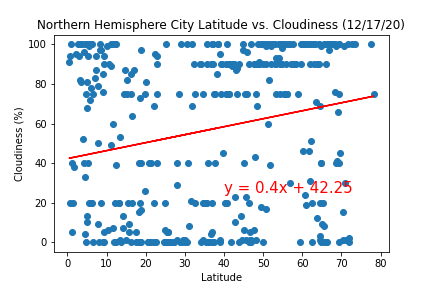 Northern Hemisphere City Latitude vs. Cloudiness (12/17/20)
Cloudiness (%)
100
80
60
40
20
0
y = 0.4x + 42.25
0 10 20 30 40 50 60 70 80
Latitude